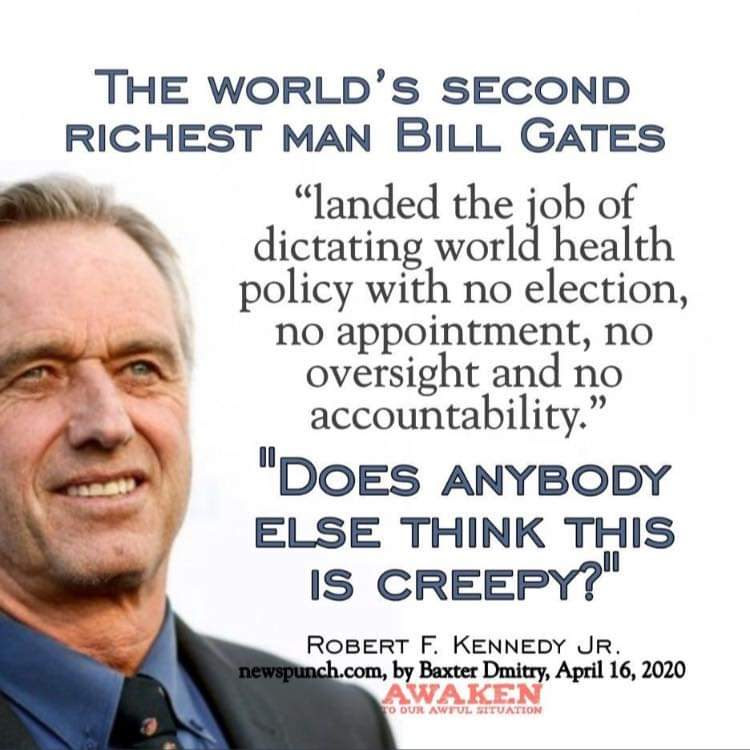 The world's second
richest man Bill Gates
“landed the job of
dictating world health
policy with no election,
no appointment, no
oversight and no
accountability.”
"Does anybody
else think this
is creepy?"
Robert F. Kennedy Jr.
newspunch.com, by Baxter Dmitry, April 16, 2020
AWAKEN
TO OUR AWFUL SITUATION